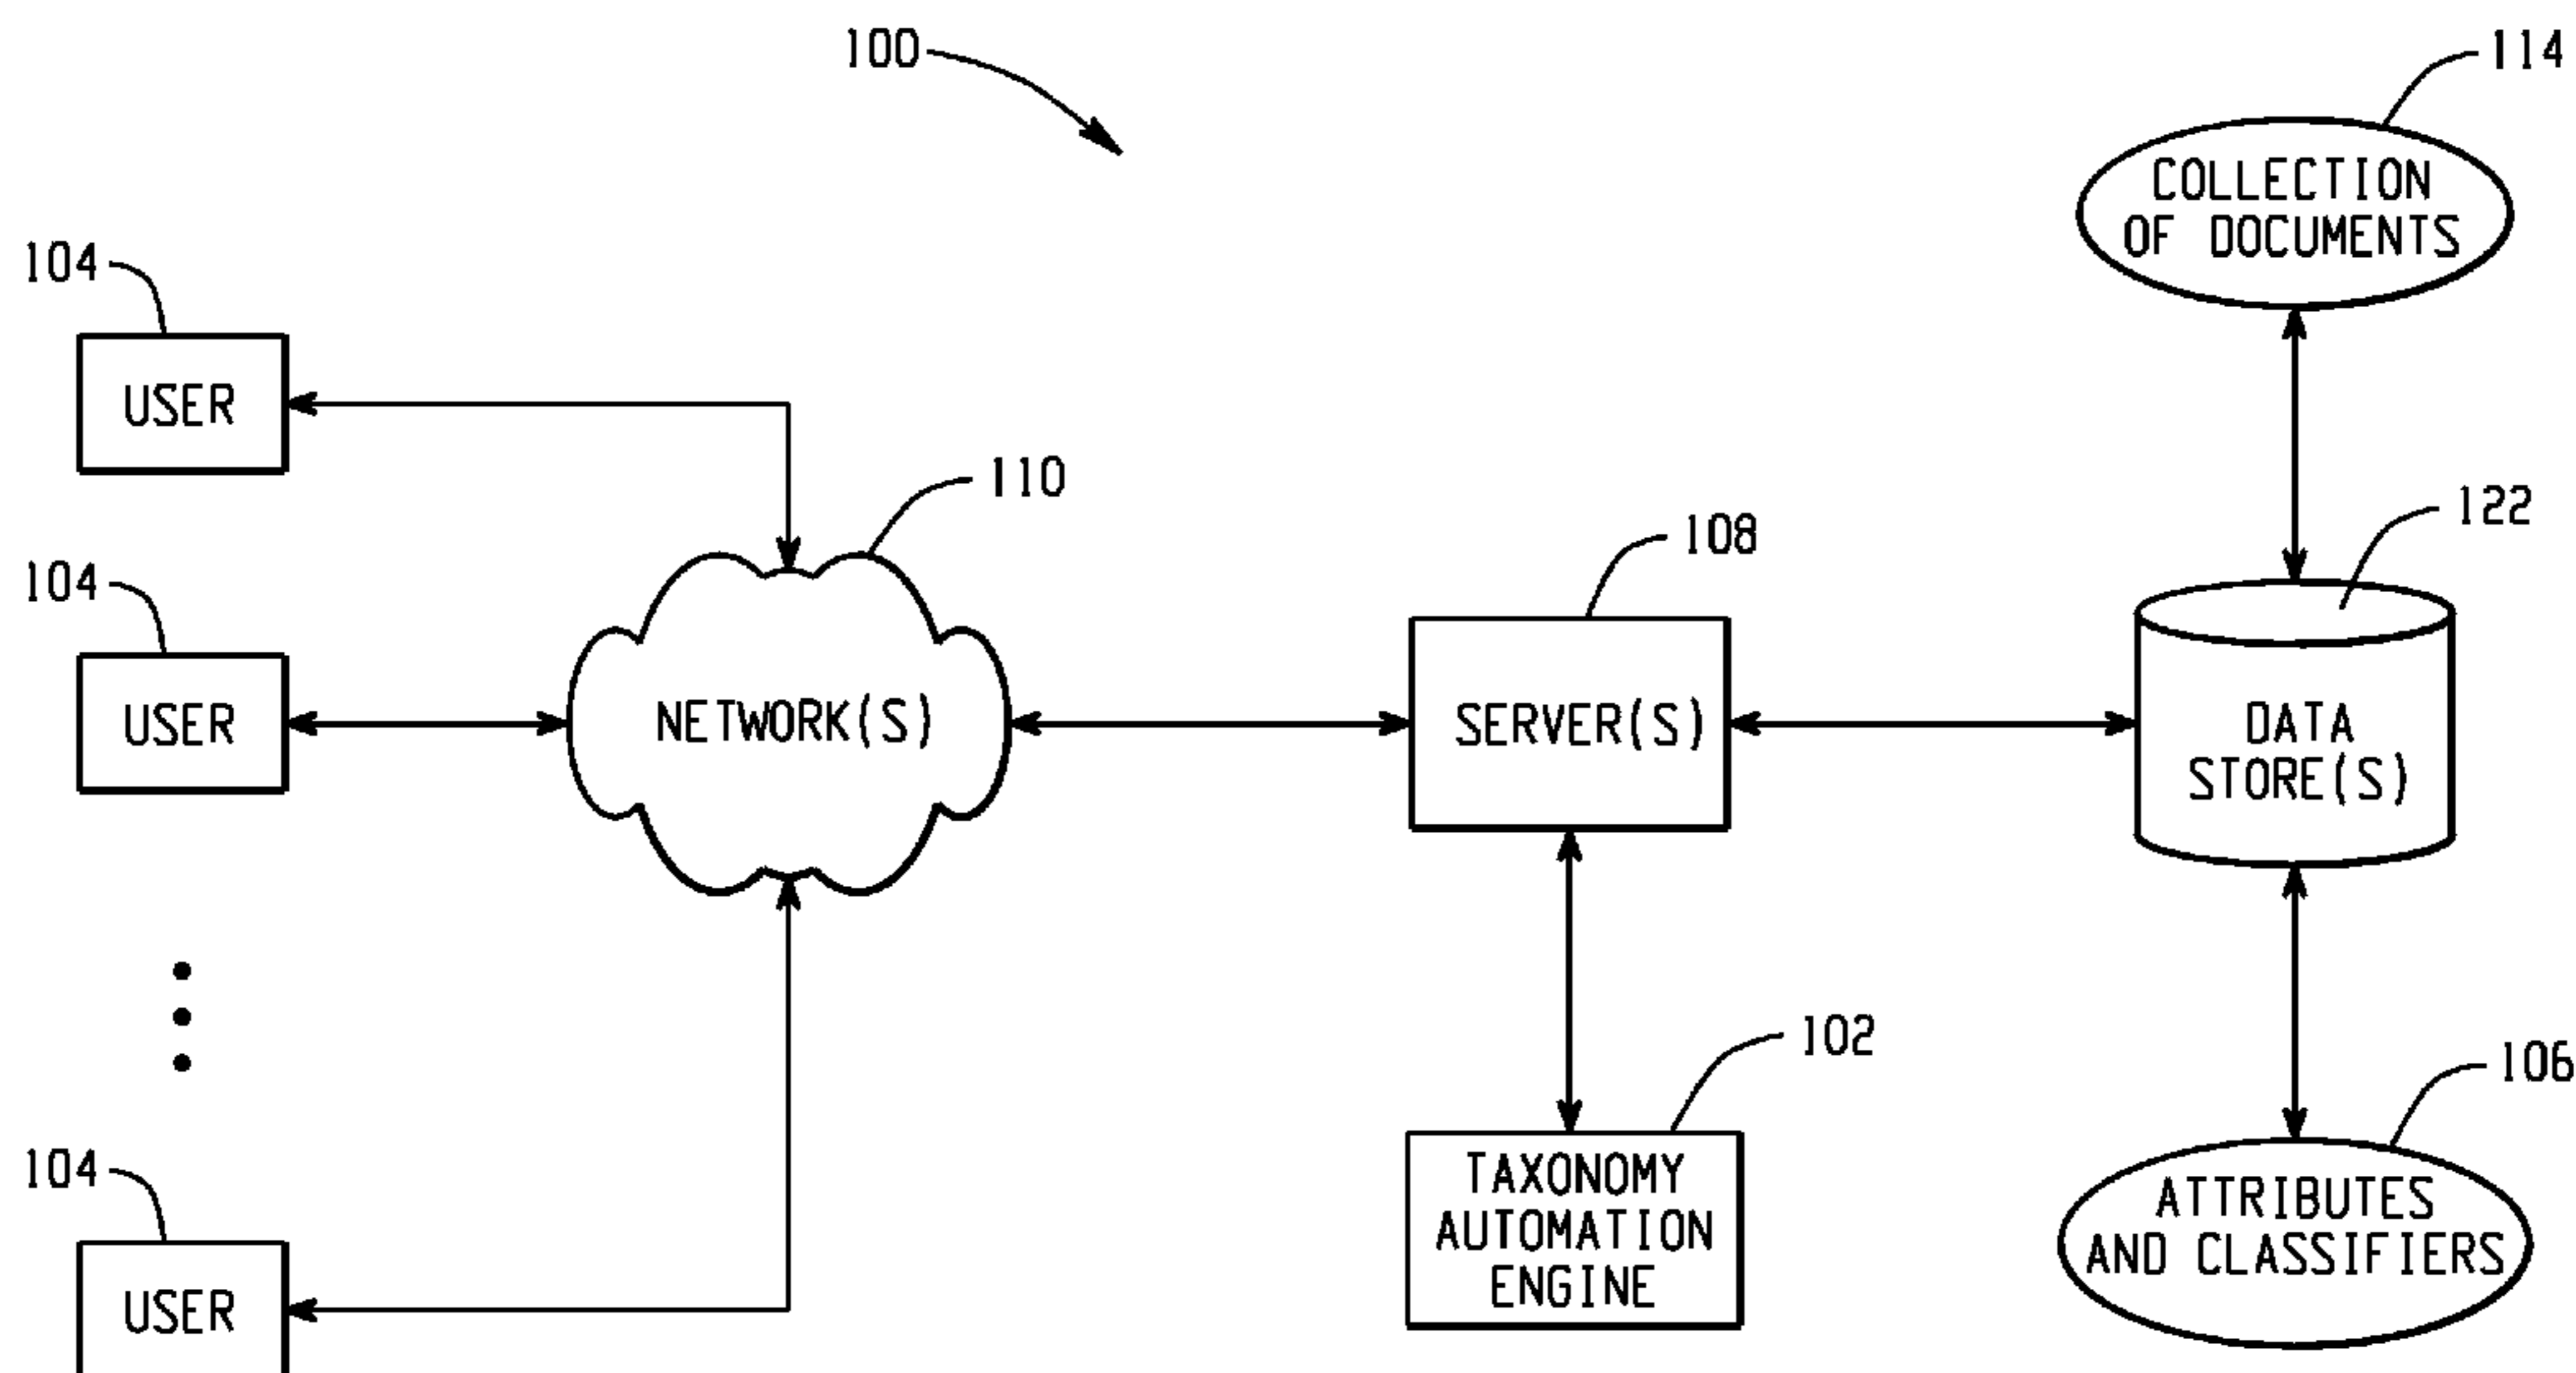 100
114
COLLECTION
OF DOCUMENTS
104
USER
110
122
108
104
USER
NETWORK(S)
SERVER(S)
DATA
STORE(S)
102
106
104
TAXONOMY
AUTOMATION
ENGINE
ATTRIBUTES
AND CLASSIFIERS
USER